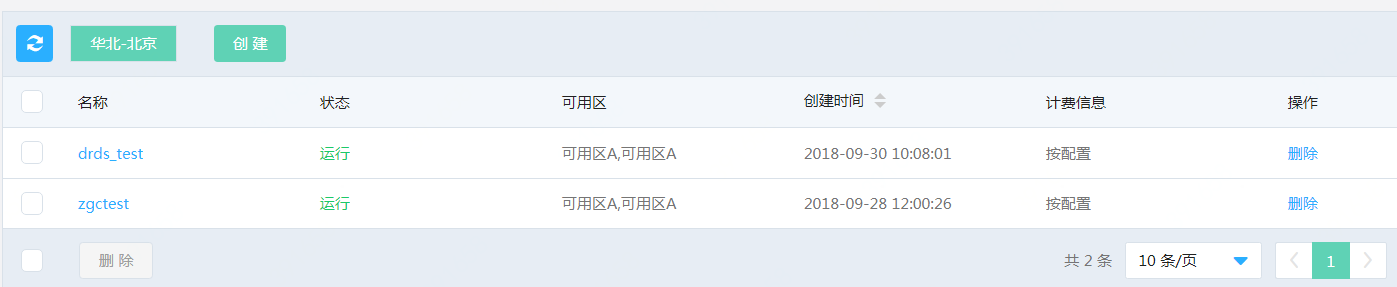 华北-北京 创 建
名称 状态 可用区 创建时间 计费信息 操作
drds_test 运行 可用区A,可用区A 2018-09-30 10:08:01 按配置 删除
zgctest 运行 可用区A,可用区A 2018-09-28 12:00:26 按配置 删除
删 除 共 2 条 10 条/页 1